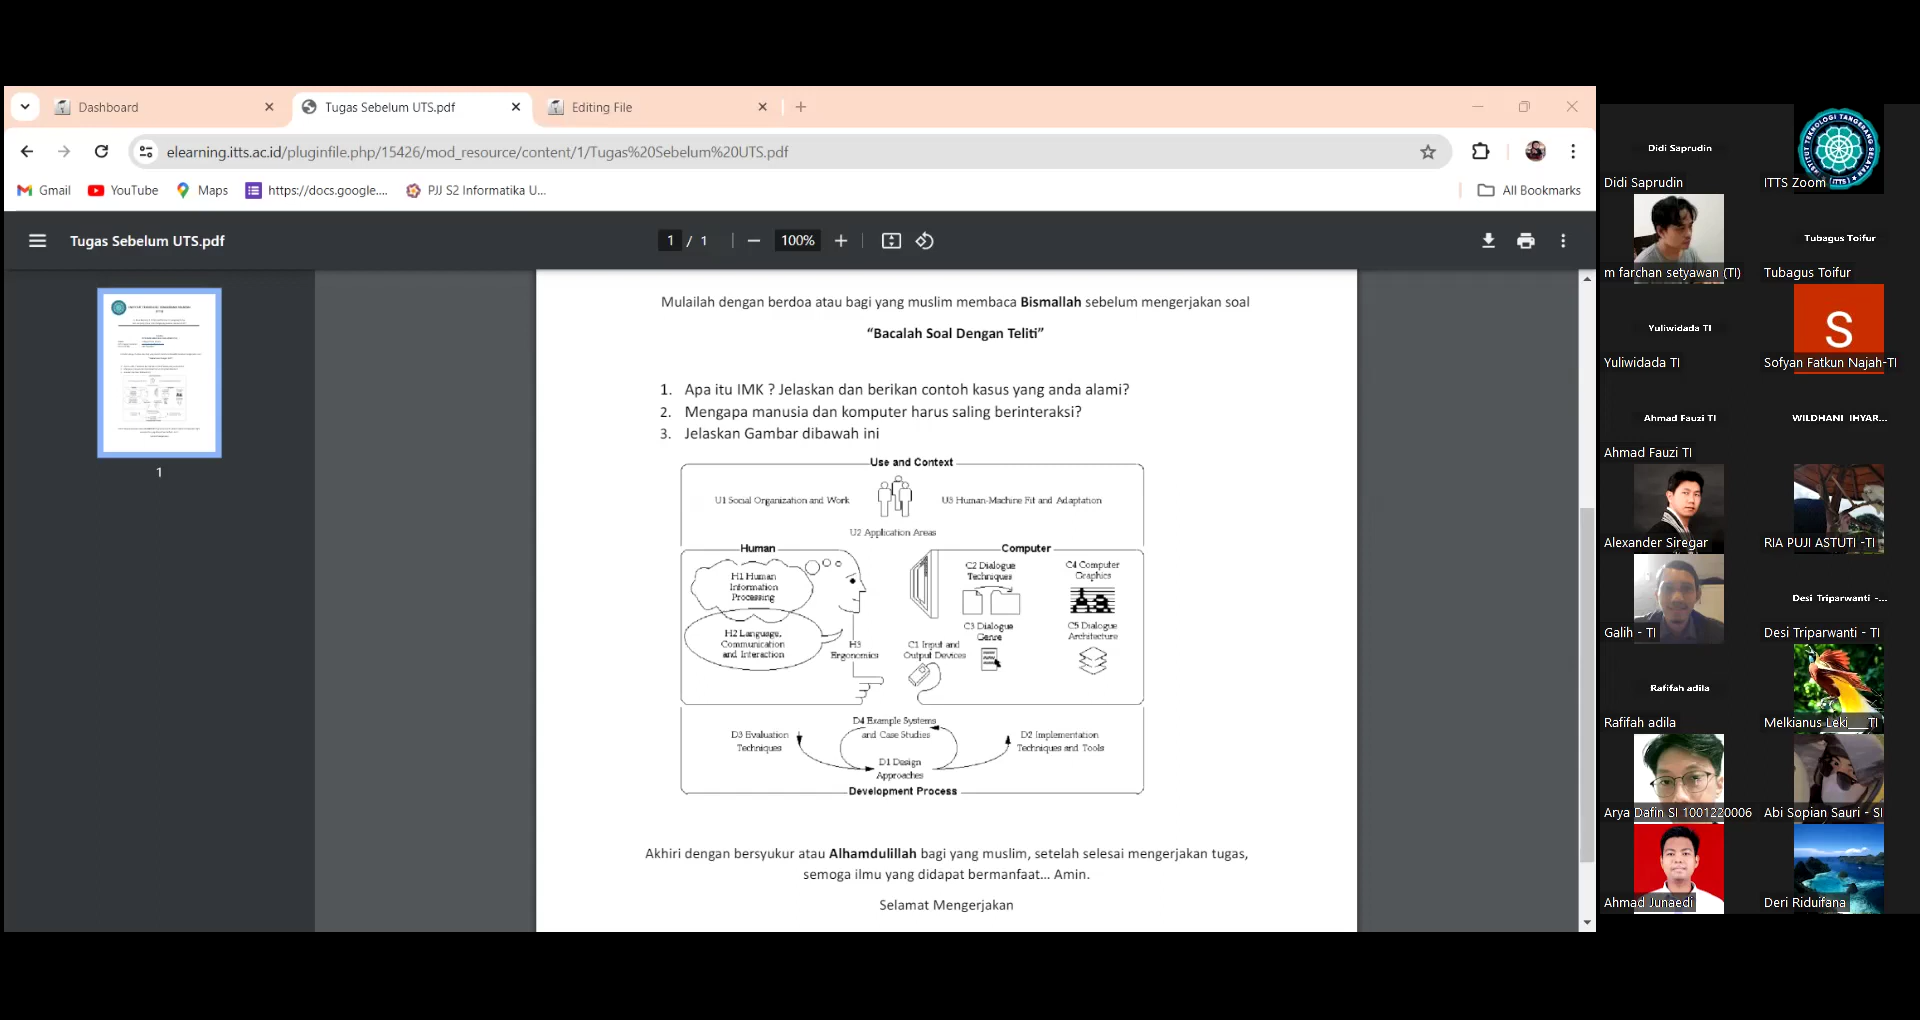 Dashboard
Tugas Sebelum UTS.pdf
Editing File
elearning.itts.ac.id/pluginfile.php/15426/mod_resource/content/1/Tugas%20Sebelum%20UTS.pdf
Gmail
YouTube
Maps
https://docs.google....
PJJ S2 Informatika U...
All Bookmarks
Tugas Sebelum UTS.pdf
1 / 1
100%
1
Mulailah dengan berdoa atau bagi yang muslim membaca Bismallah sebelum mengerjakan soal
“Bacalah Soal Dengan Teliti”
1. Apa itu IMK ? Jelaskan dan berikan contoh kasus yang anda alami?
2. Mengapa manusia dan komputer harus saling berinteraksi?
3. Jelaskan Gambar dibawah ini
Use and Context
U1 Social Organization and Work
U3 Human-Machine Fit and Adaptation
U2 Application Areas
Human
H1 Human
Information
Processing
H2 Language,
Communication
and Interaction
H3
Ergonomics
Computer
C2 Dialogue
Techniques
C4 Computer
Graphics
Aa
C3 Dialogue
Genre
C5 Dialogue
Architecture
C1 Input and
Output Devices
D4 Example Systems
and Case Studies
D3 Evaluation
Techniques
D2 Implementation
Techniques and Tools
D1 Design
Approaches
Development Process
Akhiri dengan bersyukur atau Alhamdulillah bagi yang muslim, setelah selesai mengerjakan tugas,
semoga ilmu yang didapat bermanfaat... Amin.
Selamat Mengerjakan
Didi Saprudin
Didi Saprudin
INSTITUT TEKNOLOGI TANGERANG SELATAN
(ITTS)
ITTS Zoom
m farchan setyawan (TI)
Tubagus Toifur
Tubagus Toifur
Yuliwidada TI
Yuliwidada TI
S
Sofyan Fatkun Najah-TI
Ahmad Fauzi TI
Ahmad Fauzi TI
WILDHANI IHYAR...
Alexander Siregar
RIA PUJI ASTUTI -TI
Galih - TI
Desi Triparwanti -...
Desi Triparwanti - TI
Rafifah adila
Rafifah adila
Melkianus Leki___TI
Arya Dafin SI 1001220006
Abi Sopian Sauri - SI
Ahmad Junaedi
Deri Riduifana